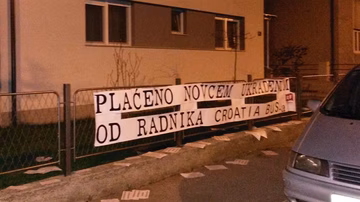 PLAĆENO NOVCEM UKRADENIM
OD RADNIKA CROATIA BUS-A